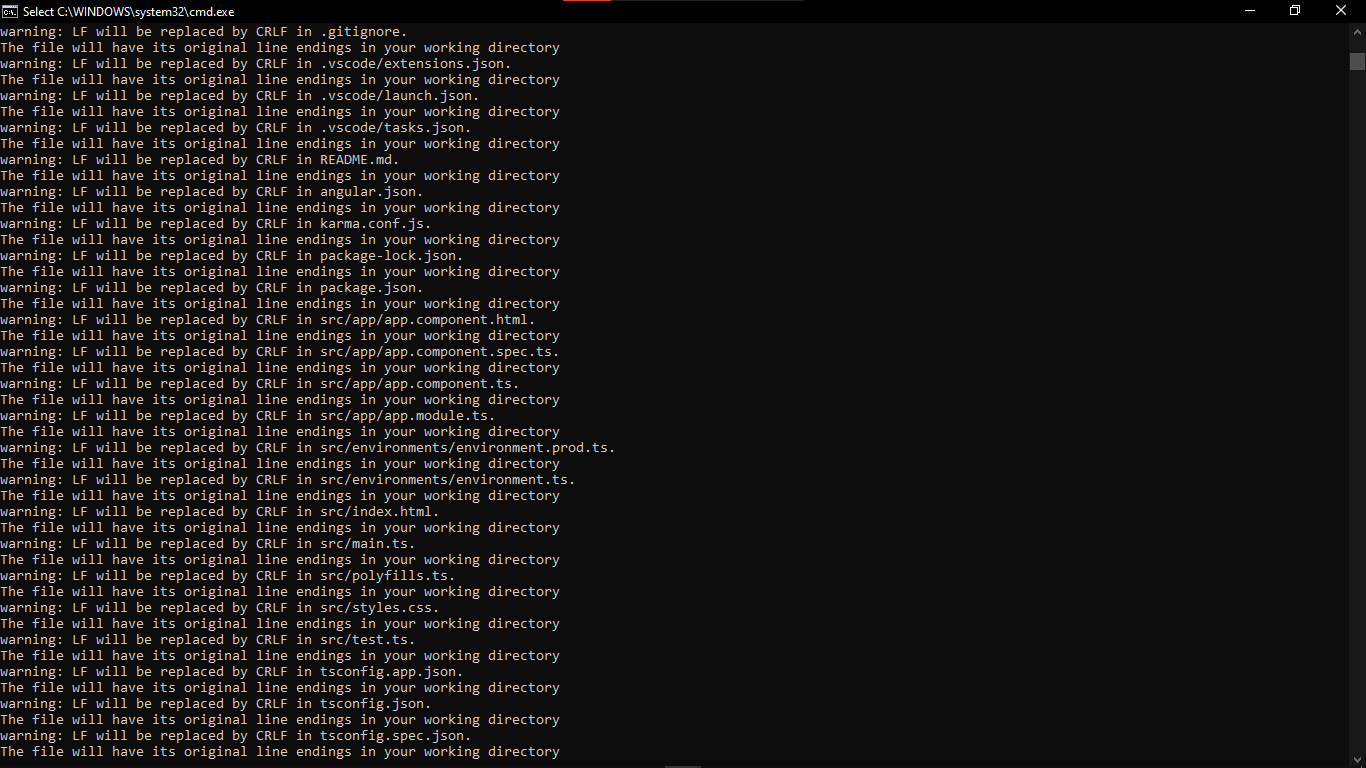 Select C:\WINDOWS\system32\cmd.exe
warning: LF will be replaced by CRLF in .gitignore.
The file will have its original line endings in your working directory
warning: LF will be replaced by CRLF in .vscode/extensions.json.
The file will have its original line endings in your working directory
warning: LF will be replaced by CRLF in .vscode/launch.json.
The file will have its original line endings in your working directory
warning: LF will be replaced by CRLF in .vscode/tasks.json.
The file will have its original line endings in your working directory
warning: LF will be replaced by CRLF in README.md.
The file will have its original line endings in your working directory
warning: LF will be replaced by CRLF in angular.json.
The file will have its original line endings in your working directory
warning: LF will be replaced by CRLF in karma.conf.js.
The file will have its original line endings in your working directory
warning: LF will be replaced by CRLF in package-lock.json.
The file will have its original line endings in your working directory
warning: LF will be replaced by CRLF in package.json.
The file will have its original line endings in your working directory
warning: LF will be replaced by CRLF in src/app/app.component.html.
The file will have its original line endings in your working directory
warning: LF will be replaced by CRLF in src/app/app.component.spec.ts.
The file will have its original line endings in your working directory
warning: LF will be replaced by CRLF in src/app/app.component.ts.
The file will have its original line endings in your working directory
warning: LF will be replaced by CRLF in src/app/app.module.ts.
The file will have its original line endings in your working directory
warning: LF will be replaced by CRLF in src/environments/environment.prod.ts.
The file will have its original line endings in your working directory
warning: LF will be replaced by CRLF in src/environments/environment.ts.
The file will have its original line endings in your working directory
warning: LF will be replaced by CRLF in src/index.html.
The file will have its original line endings in your working directory
warning: LF will be replaced by CRLF in src/main.ts.
The file will have its original line endings in your working directory
warning: LF will be replaced by CRLF in src/polyfills.ts.
The file will have its original line endings in your working directory
warning: LF will be replaced by CRLF in src/styles.css.
The file will have its original line endings in your working directory
warning: LF will be replaced by CRLF in src/test.ts.
The file will have its original line endings in your working directory
warning: LF will be replaced by CRLF in tsconfig.app.json.
The file will have its original line endings in your working directory
warning: LF will be replaced by CRLF in tsconfig.json.
The file will have its original line endings in your working directory
warning: LF will be replaced by CRLF in tsconfig.spec.json.
The file will have its original line endings in your working directory